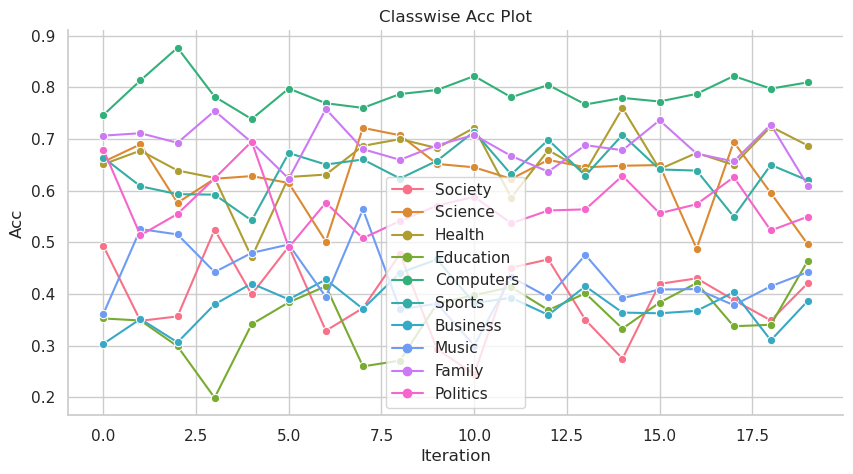 Classwise Acc Plot
0.9
0.8
0.7
0.6
0.5
0.4
0.3
0.2
Acc
Society
Science
Health
Education
Computers
Sports
Business
Music
Family
Politics
0.0 2.5 5.0 7.5 10.0 12.5 15.0 17.5
Iteration